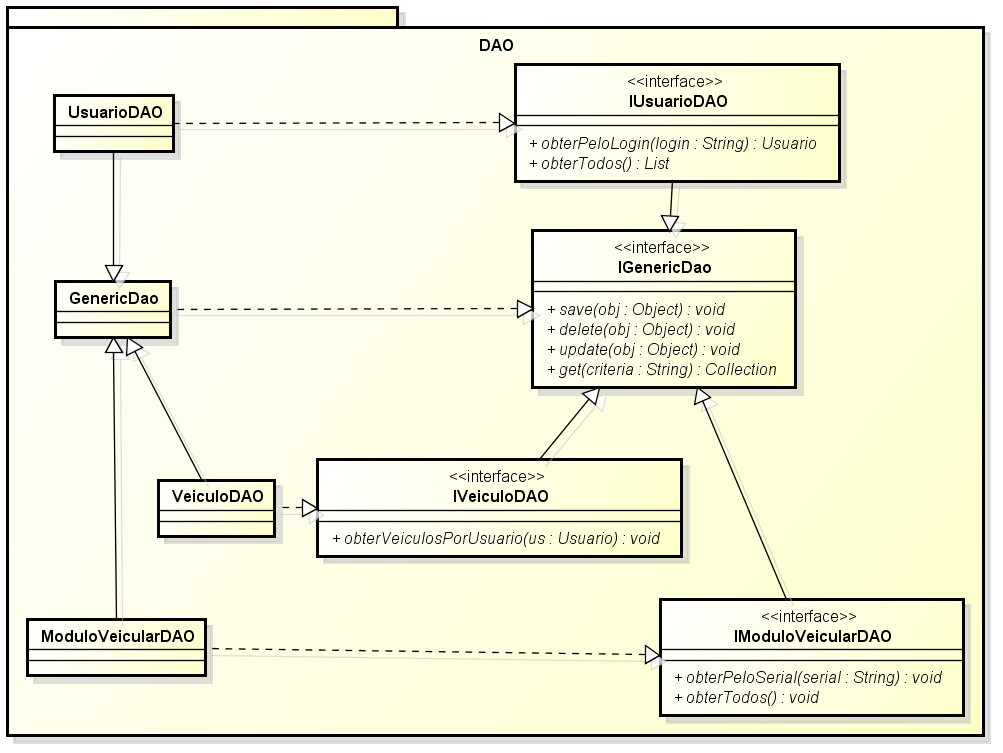 DAO
UsuarioDAO
<<interface>>
IUsuarioDAO
+ obterPeloLogin(login : String) : Usuario
+ obterTodos() : List
<<interface>>
IGenericDao
+ save(obj : Object) : void
+ delete(obj : Object) : void
+ update(obj : Object) : void
+ get(criteria : String) : Collection
GenericDao
VeiculoDAO
<<interface>>
IVeiculoDAO
+ obterVeiculosPorUsuario(us : Usuario) : void
ModuloVeicularDAO
<<interface>>
IModuloVeicularDAO
+ obterPeloSerial(serial : String) : void
+ obterTodos() : void